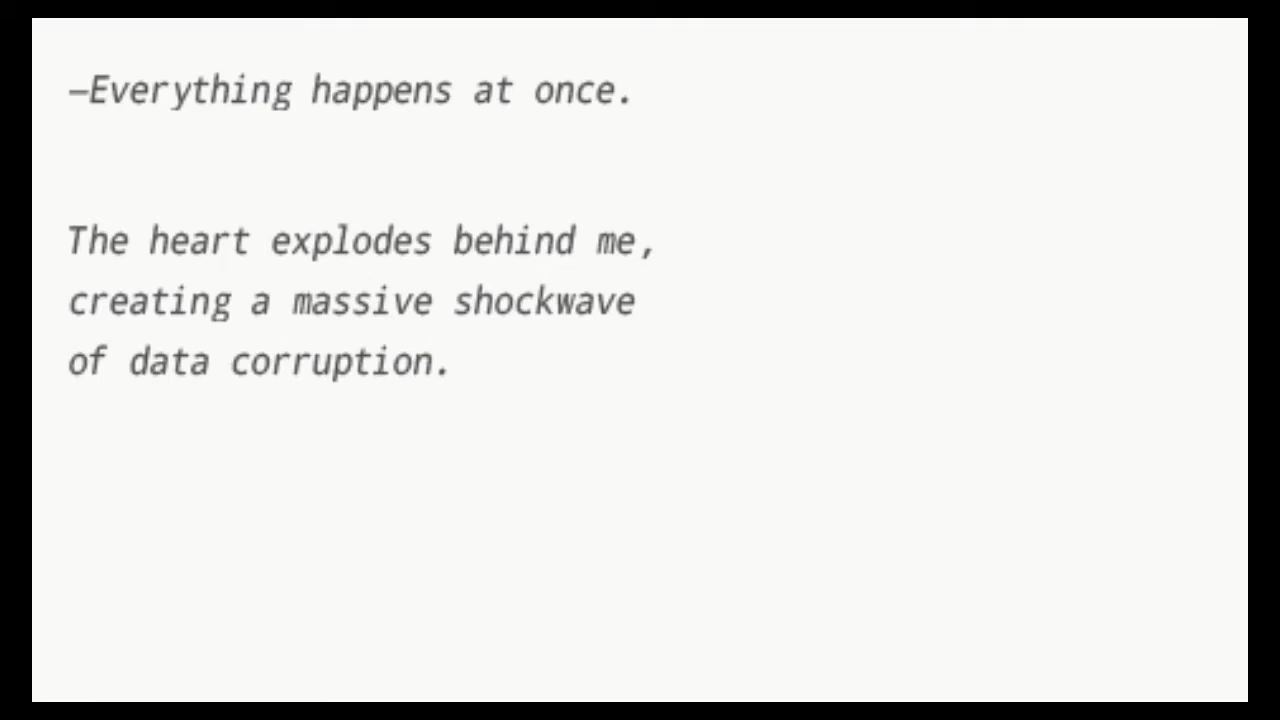 —Everything happens at once.
The heart explodes behind me,
creating a massive shockwave
of data corruption.